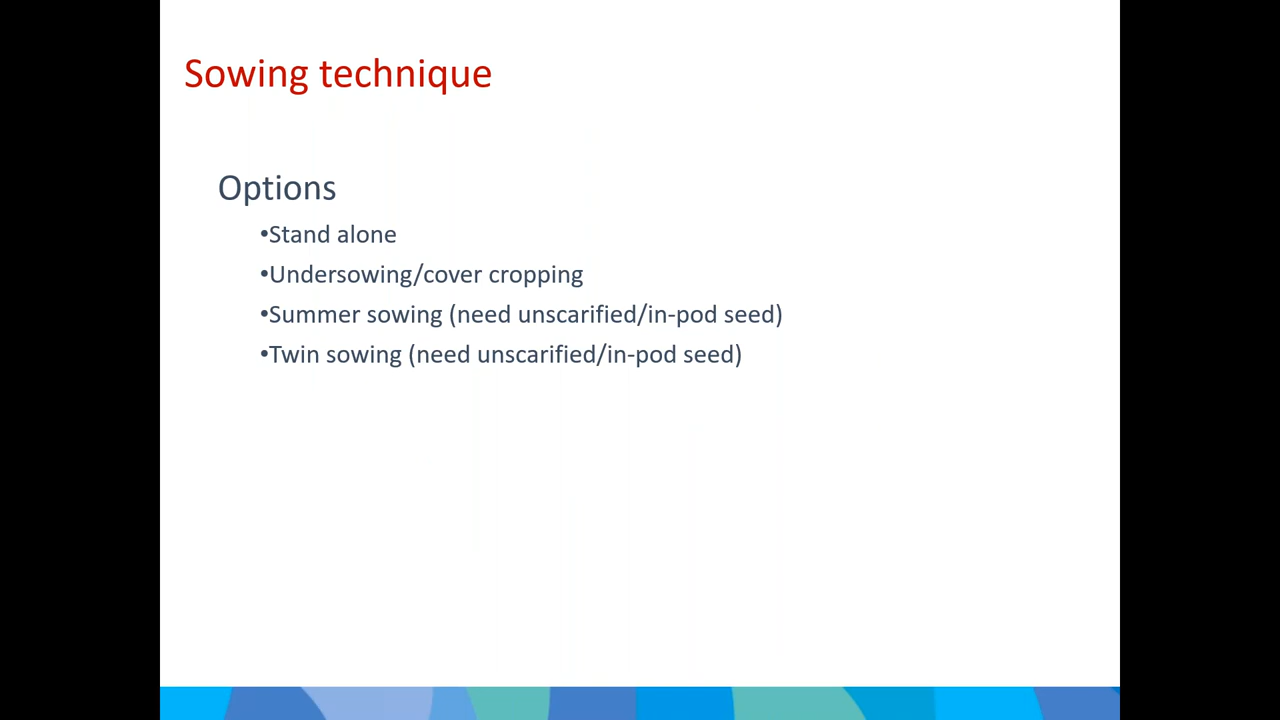 Sowing technique
Options
•Stand alone
•Undersowing/cover cropping
•Summer sowing (need unscarified/in-pod seed)
•Twin sowing (need unscarified/in-pod seed)